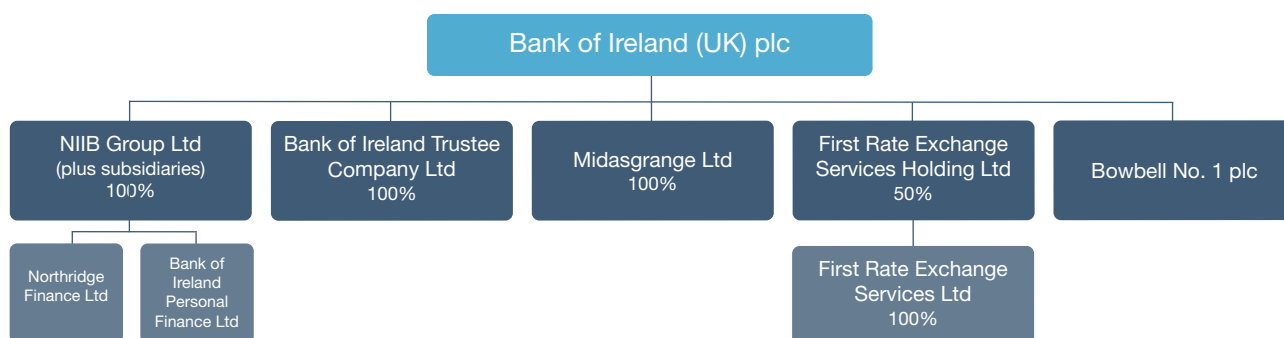 Bank of Ireland (UK) plc
NIIB Group Ltd
(plus subsidiaries)
100%
Bank of Ireland Trustee
Company Ltd
100%
Midasgrange Ltd
100%
First Rate Exchange
Services Holding Ltd
50%
Bowbell No. 1 plc
Northridge
Finance Ltd
Bank of
Ireland
Personal
Finance Ltd
First Rate Exchange
Services Ltd
100%